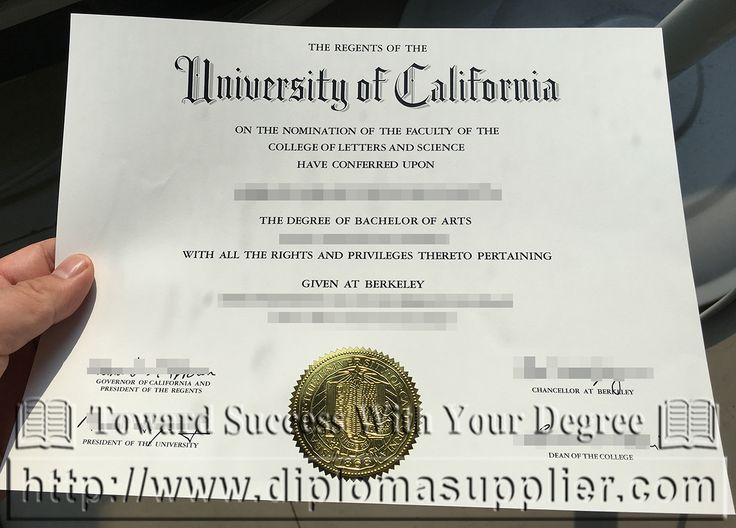 THE REGENTS OF THE
University of California
ON THE NOMINATION OF THE FACULTY OF THE
COLLEGE OF LETTERS AND SCIENCE
HAVE CONFERRED UPON
THE DEGREE OF BACHELOR OF ARTS
WITH ALL THE RIGHTS AND PRIVILEGES THERETO PERTAINING
GIVEN AT BERKELEY
GOVERNOR OF CALIFORNIA AND
PRESIDENT OF THE REGENTS
CHANCELLOR AT BERKELEY
Toward Success With Your Degree
PRESIDENT OF THE UNIVERSITY
DEAN OF THE COLLEGE
http://www.diplomasupplier.com